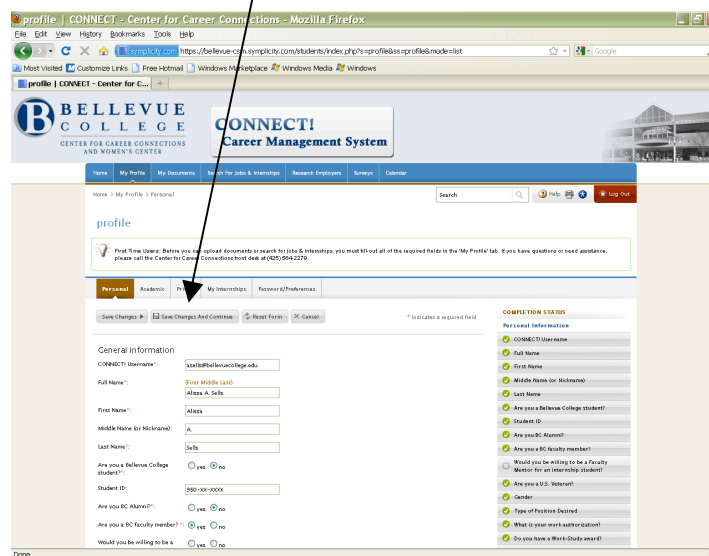 profile | CONNECT - Center for Career Connections - Mozilla Firefox
File Edit View History Bookmarks Tools Help
symplicity.com https://bellevue-csm.symplicity.com/students/index.php?s=profile&ss=profile&mode=list
Google
Most Visited Customize Links Free Hotmail Windows Marketplace Windows Media Windows
profile | CONNECT - Center for C...
BELLEVUE
COLLEGE
CENTER FOR CAREER CONNECTIONS
AND WOMEN'S CENTER
CONNECT!
Career Management System
Home My Profile My Documents Search for Jobs & Internships Research Employers Surveys Calendar
Home > My Profile > Personal
Search
Help
Log Out
profile
First Time Users: Before you can upload documents or search for jobs & internships, you must fill-out all of the required fields in the 'My Profile' tab. If you have questions or need assistance,
please call the Center for Career Connections front desk at (425) 564-2279.
Personal Academic My Internships Password/Preferences
Save Changes Save Changes And Continue Reset Form Cancel
* indicates a required field
General Information
CONNECT! Username*: asells@bellevuecollege.edu
Full Name*: (First Middle Last)
Alissa A. Sells
First Name*: Alissa
Middle Name (or Nickname): A.
Last Name*: Sells
Are you a Bellevue College
student?*: yes no
Student ID: 950-XX-XXXX
Are you BC Alumni?*: yes no
Are you a BC faculty member? *: yes no
Would you be willing to be a yes no
COMPLETION STATUS
Personal Information
CONNECT! Username
Full Name
First Name
Middle Name (or Nickname)
Last Name
Are you a Bellevue College student?
Student ID
Are you BC Alumni?
Are you a BC faculty member?
Would you be willing to be a Faculty
Mentor for an internship student?
Are you a U.S. Veteran?
Gender
Type of Position Desired
What is your work authorization?
Do you have a Work-Study award?
Done